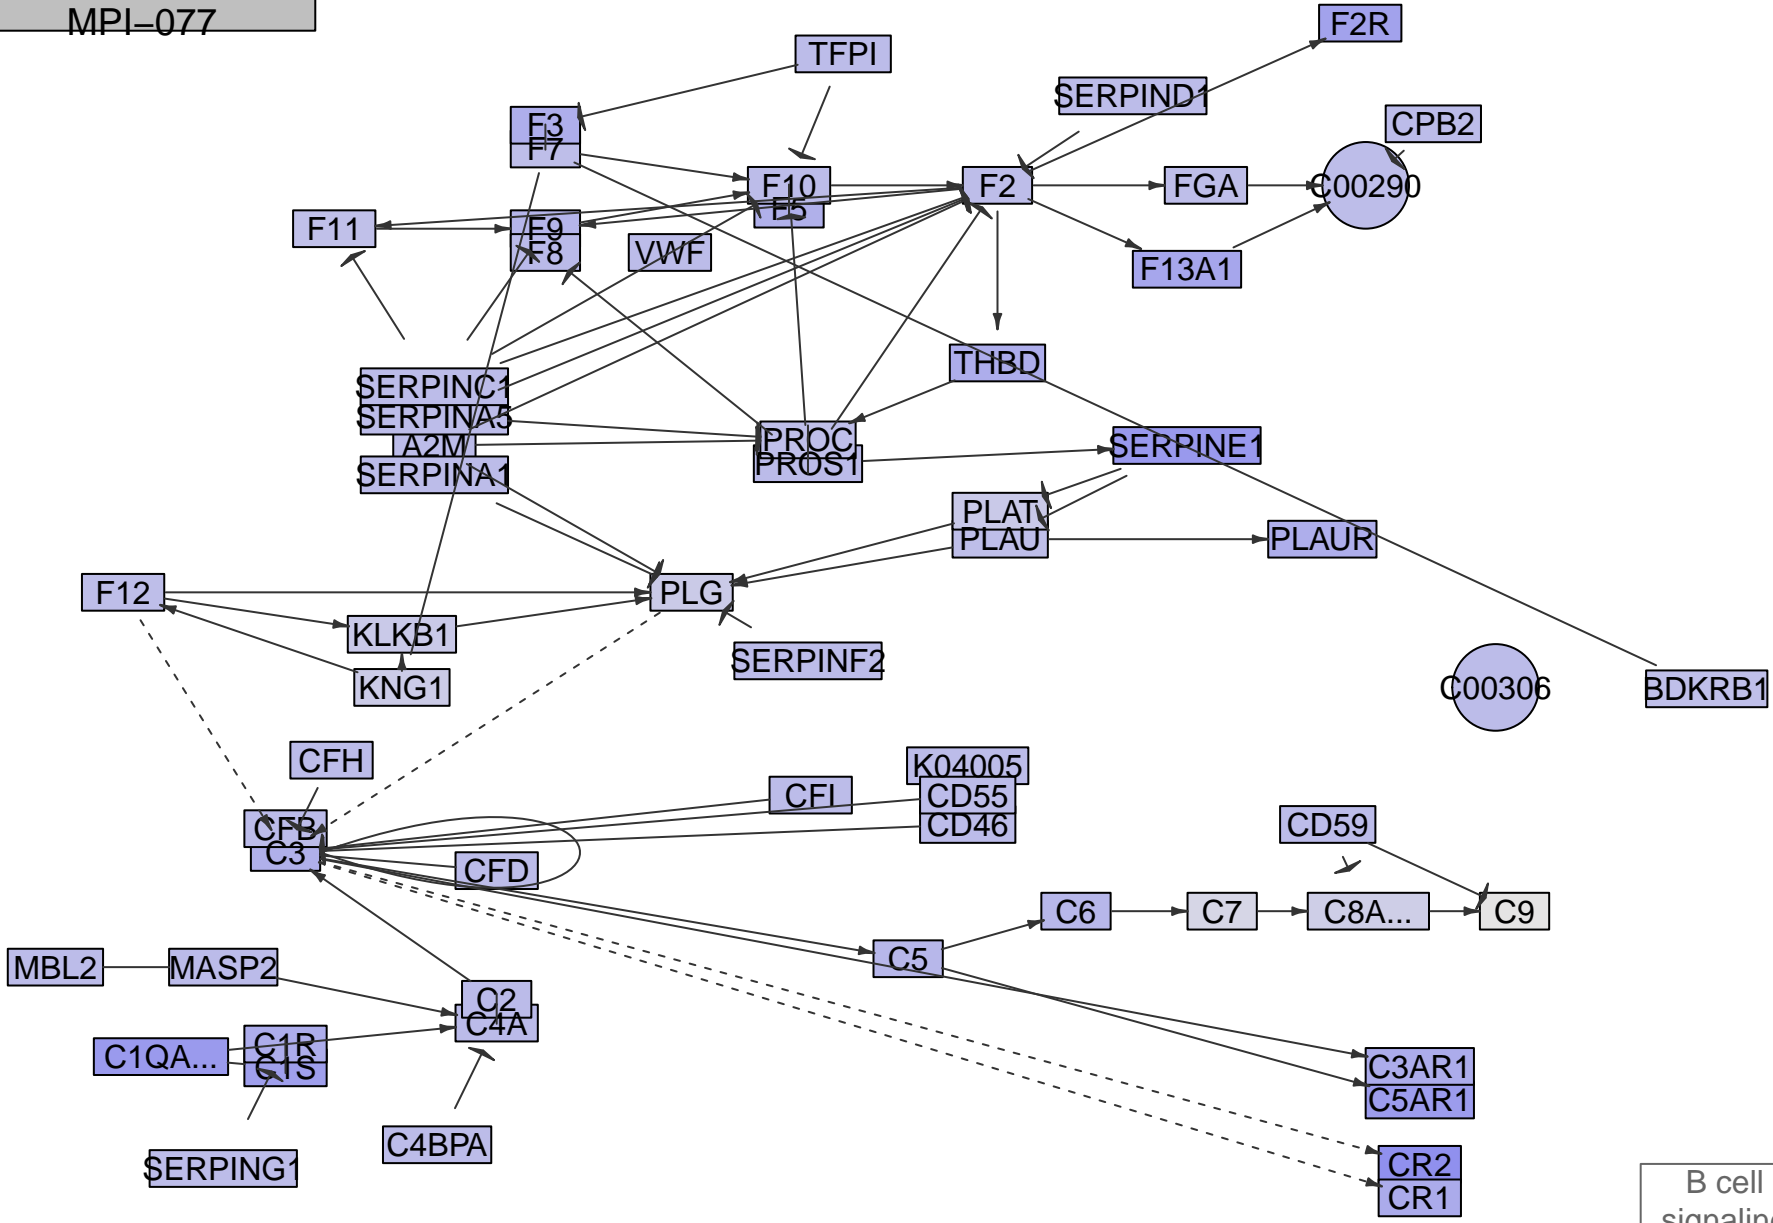 MPI–077
F2R
TFPI
SERPIND1
CPB2
F3
F7
F10
F5
F2
FGA
C00290
F11
F9
F8
VWF
F13A1
THBD
SERPINC1
SERPINA5
A2M
SERPINA1
PROC
PROS1
SERPINE1
PLAT
PLAU
PLAUR
F12
PLG
KLKB1
KNG1
SERPINF2
C00306
BDKRB1
CFH
K04005
CFI
CD55
CD46
CFB
C3
CFD
CD59
C6
C7
C8A...
C9
C5
MBL2
MASP2
C2
C4A
C1QA...
C1R
C1S
C3AR1
C5AR1
C4BPA
SERPING1
CR2
CR1
B cell
signaling